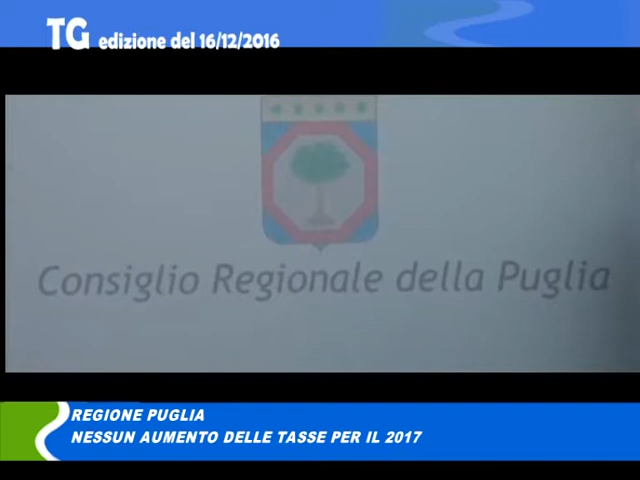 TG edizione del 16/12/2016
Consiglio Regionale della Puglia
REGIONE PUGLIA
NESSUN AUMENTO DELLE TASSE PER IL 2017